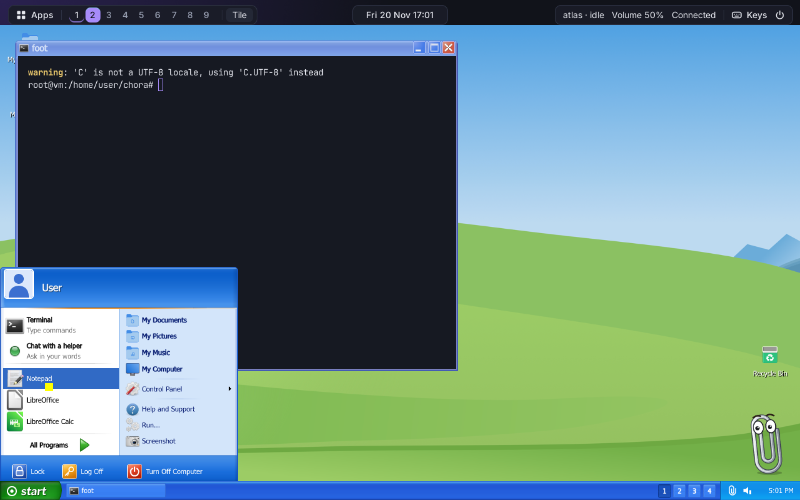 Apps 1 2 3 4 5 6 7 8 9 Tile
Fri 20 Nov 17:01
atlas · idle Volume 50% Connected Keys
foot
warning: 'C' is not a UTF-8 locale, using 'C.UTF-8' instead
root@vm:/home/user/chora#
User
Terminal
Type commands
Chat with a helper
Ask in your words
Notepad
LibreOffice
LibreOffice Calc
All Programs
My Documents
My Pictures
My Music
My Computer
Control Panel
Help and Support
Run...
Screenshot
Lock
Log Off
Turn Off Computer
Recycle Bin
start
foot
1 2 3 4
5:01 PM